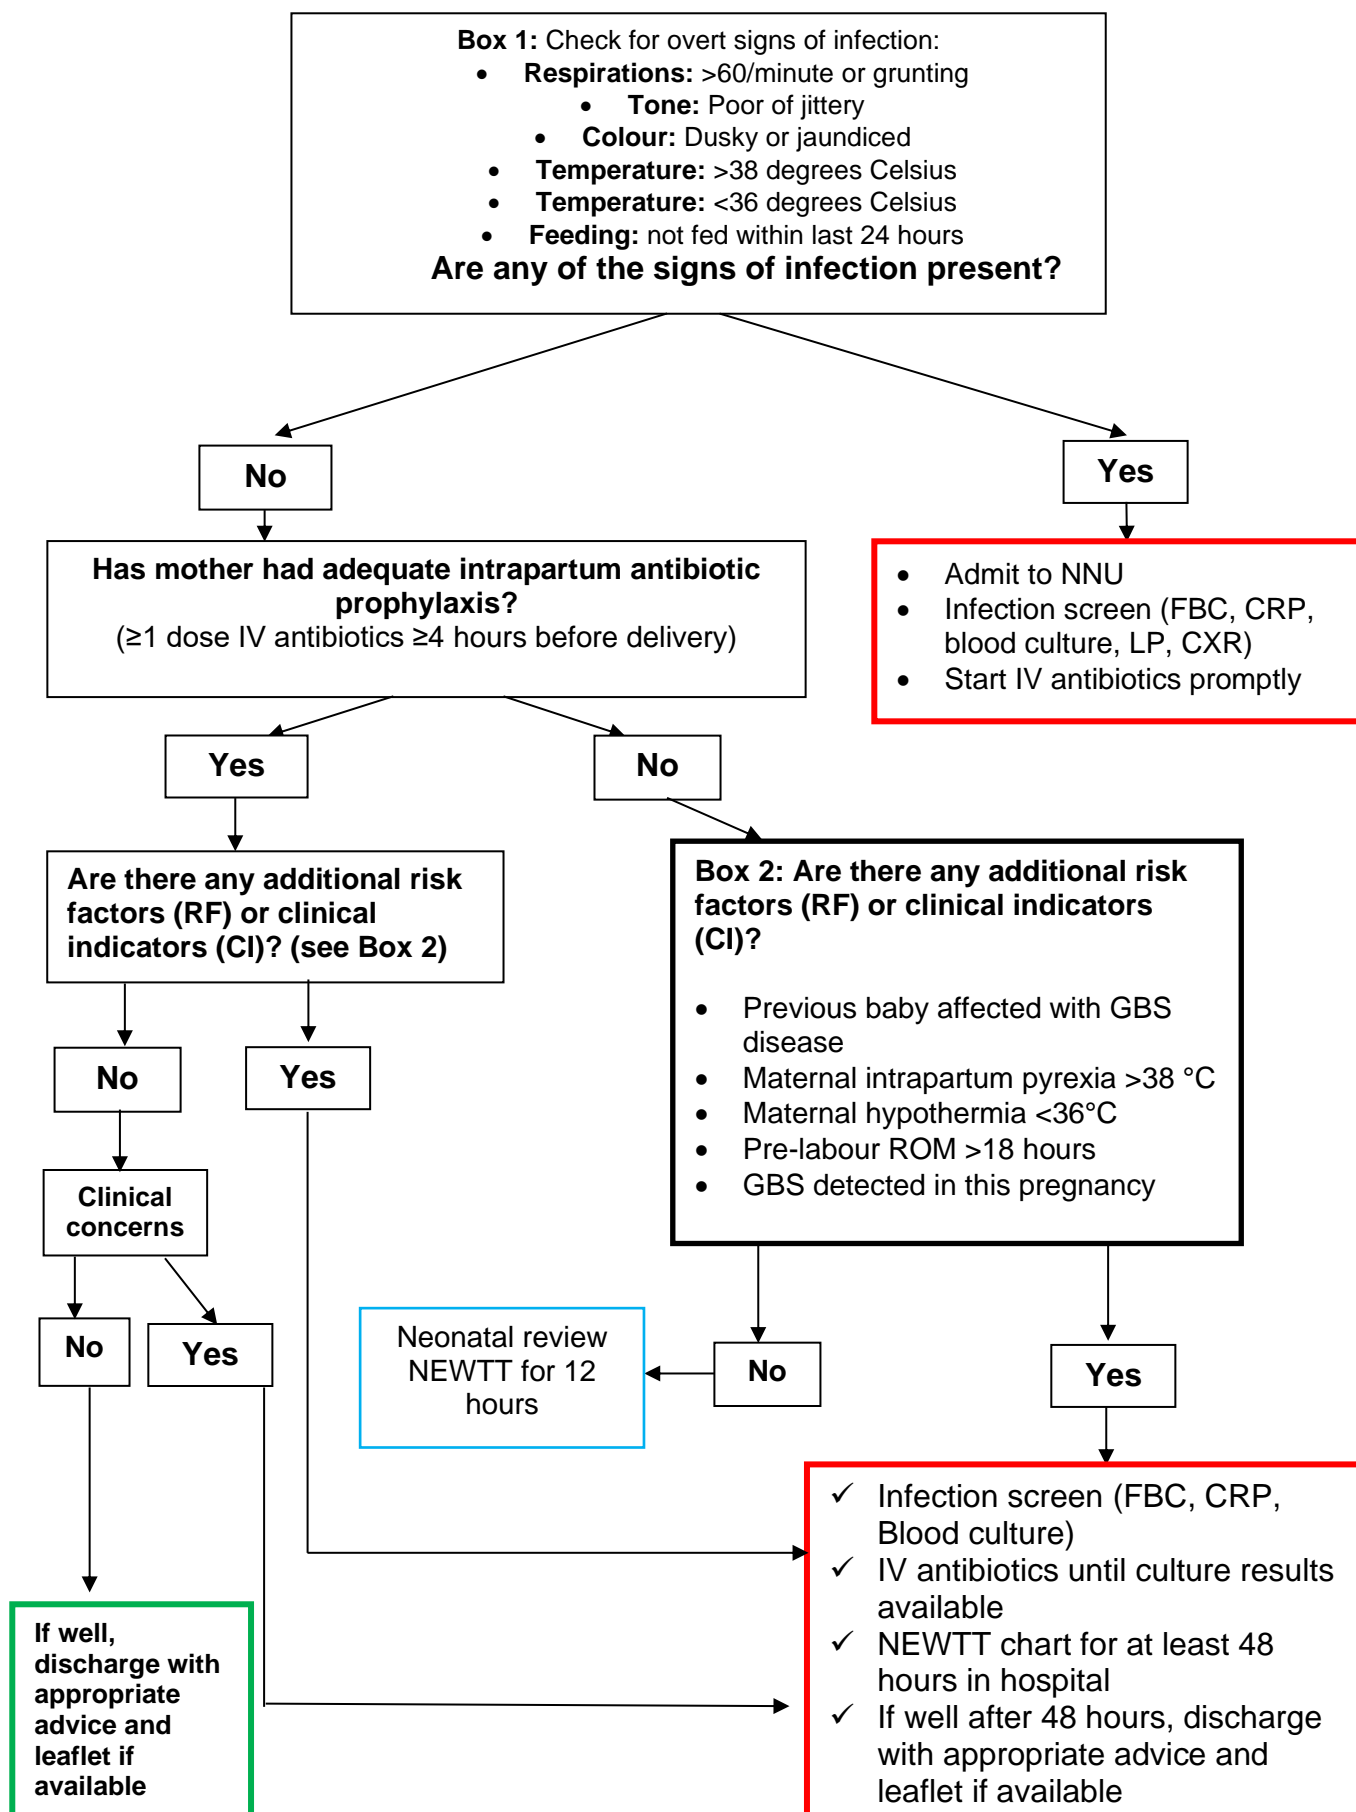 Box 1: Check for overt signs of infection:
• Respirations: >60/minute or grunting
• Tone: Poor of jittery
• Colour: Dusky or jaundiced
• Temperature: >38 degrees Celsius
• Temperature: <36 degrees Celsius
• Feeding: not fed within last 24 hours
Are any of the signs of infection present?
No
Yes
Has mother had adequate intrapartum antibiotic
prophylaxis?
(≥1 dose IV antibiotics ≥4 hours before delivery)
• Admit to NNU
• Infection screen (FBC, CRP,
blood culture, LP, CXR)
• Start IV antibiotics promptly
Yes
No
Are there any additional risk
factors (RF) or clinical
indicators (CI)? (see Box 2)
Box 2: Are there any additional risk
factors (RF) or clinical indicators
(CI)?
• Previous baby affected with GBS
disease
• Maternal intrapartum pyrexia >38 °C
• Maternal hypothermia <36°C
• Pre-labour ROM >18 hours
• GBS detected in this pregnancy
No
Yes
Clinical
concerns
No
Yes
Neonatal review
NEWTT for 12
hours
No
Yes
If well,
discharge with
appropriate
advice and
leaflet if
available
✓ Infection screen (FBC, CRP,
Blood culture)
✓ IV antibiotics until culture results
available
✓ NEWTT chart for at least 48
hours in hospital
✓ If well after 48 hours, discharge
with appropriate advice and
leaflet if available